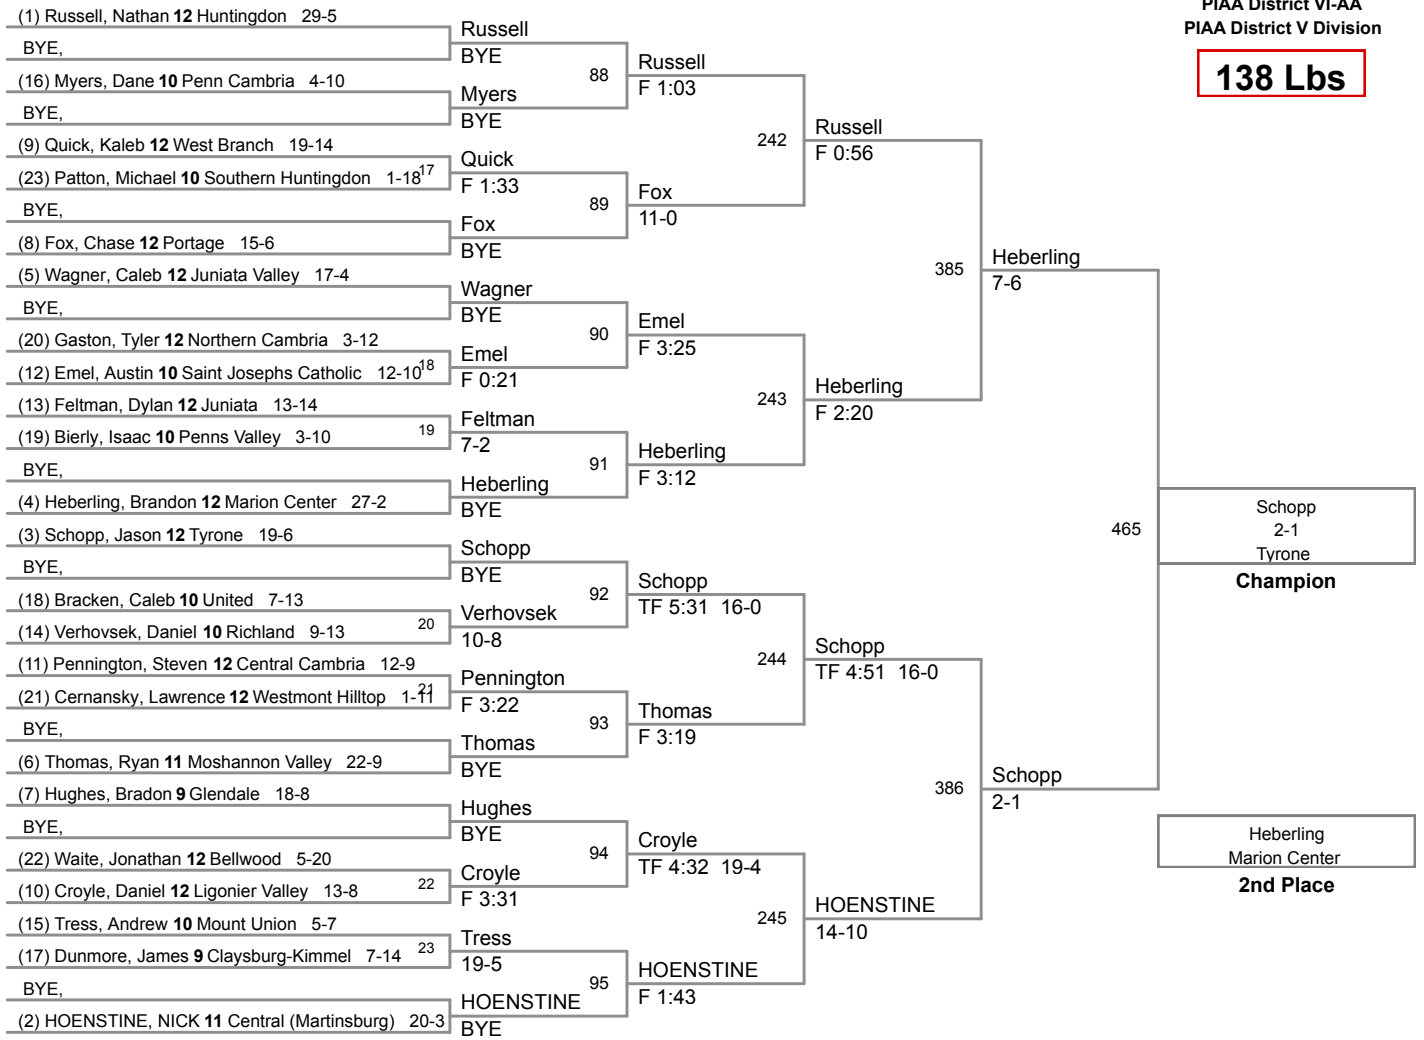 PIAA District VI-AA
PIAA District V Division
138 Lbs
(1) Russell, Nathan 12 Huntingdon 29-5
BYE,
(16) Myers, Dane 10 Penn Cambria 4-10
BYE,
(9) Quick, Kaleb 12 West Branch 19-14
(23) Patton, Michael 10 Southern Huntingdon 1-18
17
BYE,
(8) Fox, Chase 12 Portage 15-6
(5) Wagner, Caleb 12 Juniata Valley 17-4
BYE,
(20) Gaston, Tyler 12 Northern Cambria 3-12
(12) Emel, Austin 10 Saint Josephs Catholic 12-10
18
(13) Feltman, Dylan 12 Juniata 13-14
(19) Bierly, Isaac 10 Penns Valley 3-10
19
BYE,
(4) Heberling, Brandon 12 Marion Center 27-2
(3) Schopp, Jason 12 Tyrone 19-6
BYE,
(18) Bracken, Caleb 10 United 7-13
(14) Verhovsek, Daniel 10 Richland 9-13
20
(11) Pennington, Steven 12 Central Cambria 12-9
(21) Cernansky, Lawrence 12 Westmont Hilltop 1-11
21
BYE,
(6) Thomas, Ryan 11 Moshannon Valley 22-9
(7) Hughes, Bradon 9 Glendale 18-8
BYE,
(22) Waite, Jonathan 12 Bellwood 5-20
(10) Croyle, Daniel 12 Ligonier Valley 13-8
22
(15) Tress, Andrew 10 Mount Union 5-7
(17) Dunmore, James 9 Claysburg-Kimmel 7-14
23
BYE,
(2) HOENSTINE, NICK 11 Central (Martinsburg) 20-3
Russell
BYE
88
Myers
BYE
Quick
F 1:33
89
Fox
BYE
Wagner
BYE
90
Emel
F 0:21
Feltman
7-2
91
Heberling
BYE
Schopp
BYE
92
Verhovsek
10-8
Pennington
F 3:22
93
Thomas
BYE
Hughes
BYE
94
Croyle
F 3:31
Tress
19-5
95
HOENSTINE
BYE
Russell
F 1:03
242
Fox
11-0
Emel
F 3:25
243
Heberling
F 3:12
Schopp
TF 5:31 16-0
244
Thomas
F 3:19
Croyle
TF 4:32 19-4
245
HOENSTINE
F 1:43
Russell
F 0:56
385
Heberling
F 2:20
Schopp
TF 4:51 16-0
386
HOENSTINE
14-10
Heberling
7-6
465
Schopp
2-1
Schopp
2-1
Tyrone
Champion
Heberling
Marion Center
2nd Place